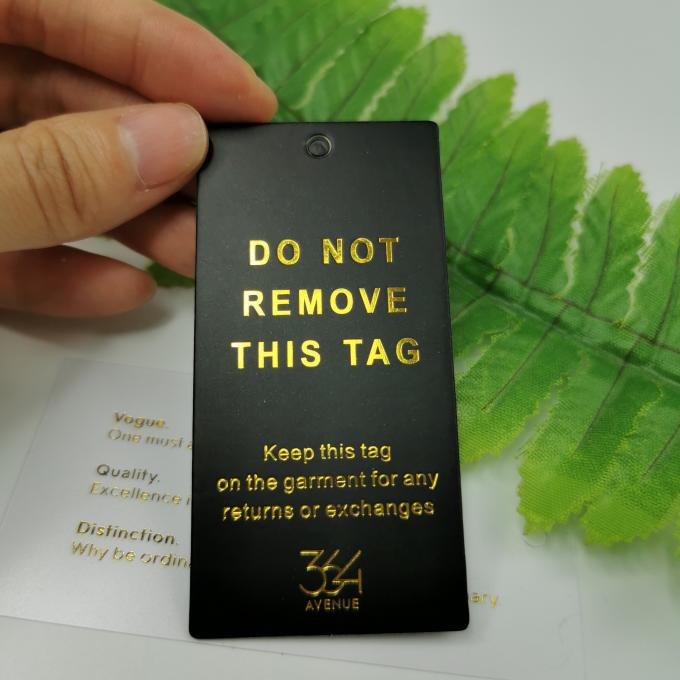 DO NOT
REMOVE
THIS TAG
Keep this tag
on the garment for any
returns or exchanges
364
AVENUE
Vogue.
One must
Quality.
Excellence
Distinction.
Why be